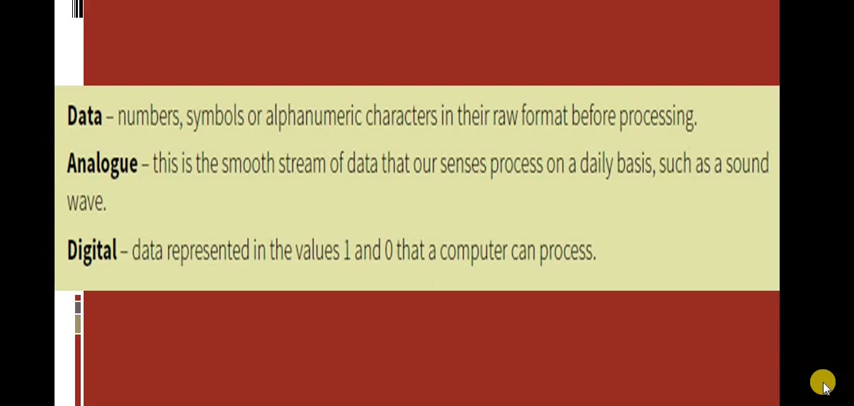 Data – numbers, symbols or alphanumeric characters in their raw format before processing.
Analogue – this is the smooth stream of data that our senses process on a daily basis, such as a sound
wave.
Digital – data represented in the values 1 and 0 that a computer can process.